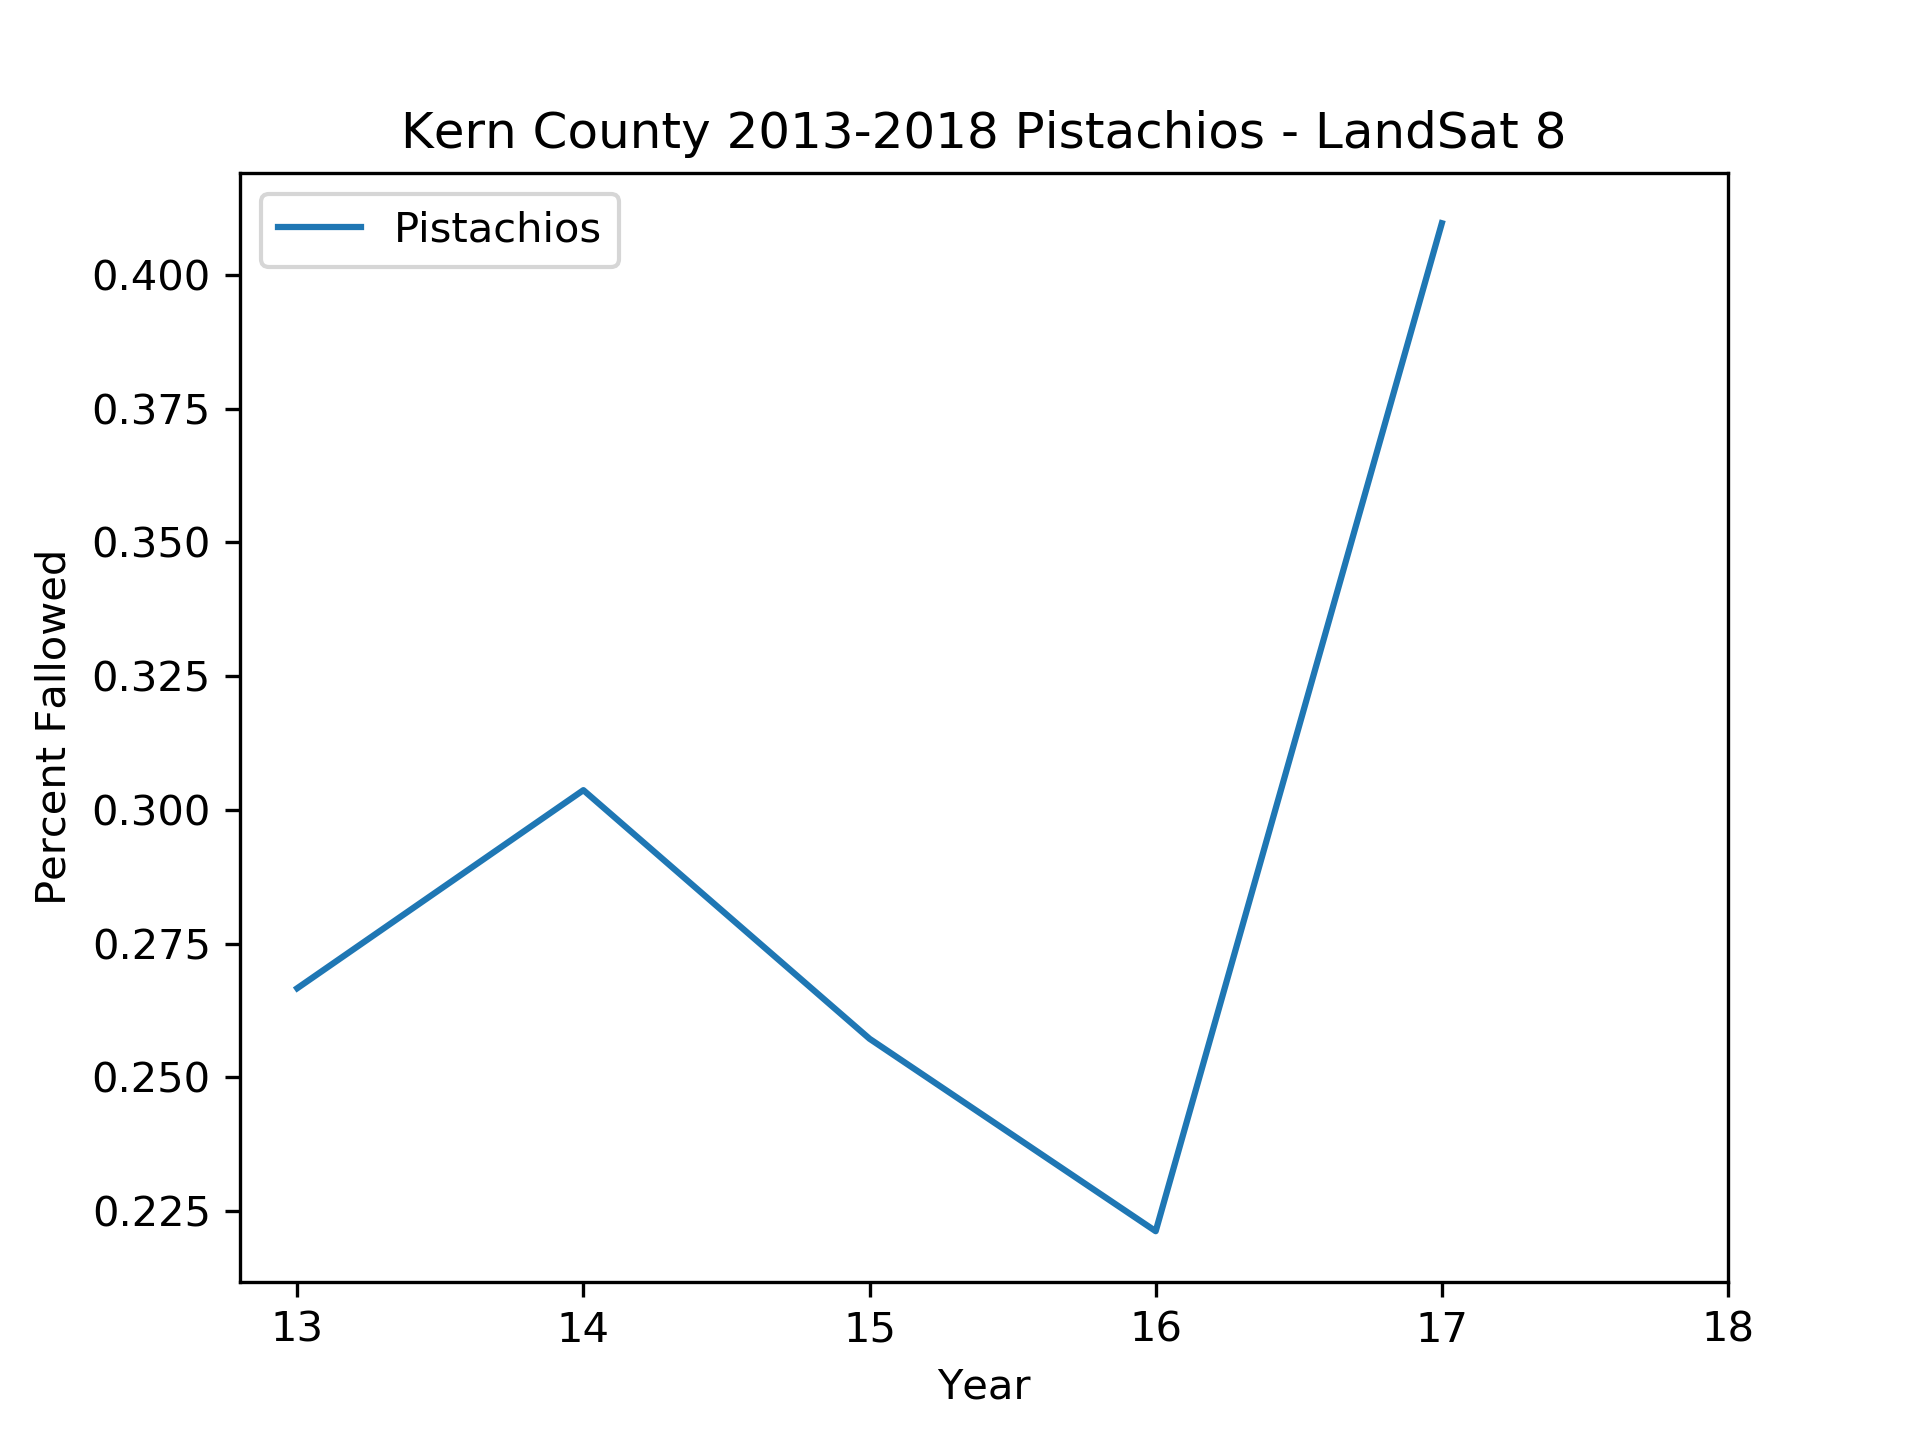 Kern County 2013-2018 Pistachios - LandSat 8
Pistachios
0.400
0.375
0.350
0.325
0.300
0.275
0.250
0.225
Percent Fallowed
13 14 15 16 17 18
Year